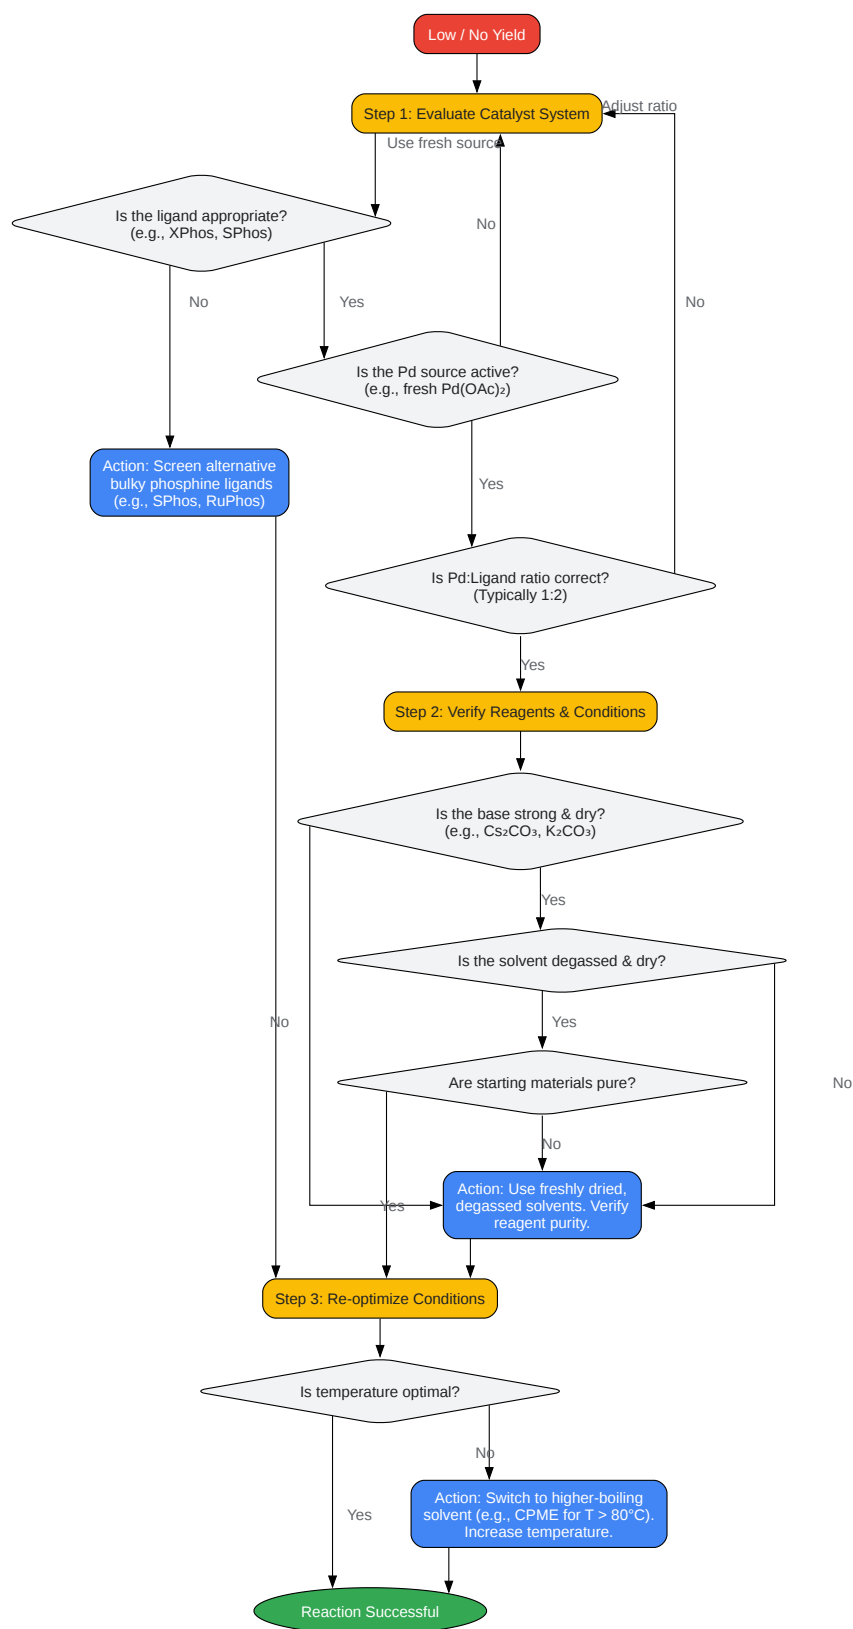 Low / No Yield
Adjust ratio
Step 1: Evaluate Catalyst System
Use fresh source
Is the ligand appropriate?
(e.g., XPhos, SPhos)
No
No
Yes
No
Is the Pd source active?
(e.g., fresh Pd(OAc)₂)
Action: Screen alternative
bulky phosphine ligands
(e.g., SPhos, RuPhos)
Yes
Is Pd:Ligand ratio correct?
(Typically 1:2)
Yes
Step 2: Verify Reagents & Conditions
Is the base strong & dry?
(e.g., Cs₂CO₃, K₂CO₃)
Yes
Is the solvent degassed & dry?
No
Yes
Are starting materials pure?
No
No
Action: Use freshly dried,
degassed solvents. Verify
reagent purity.
Yes
Step 3: Re-optimize Conditions
Is temperature optimal?
No
Action: Switch to higher-boiling
solvent (e.g., CPME for T > 80°C).
Increase temperature.
Yes
Reaction Successful